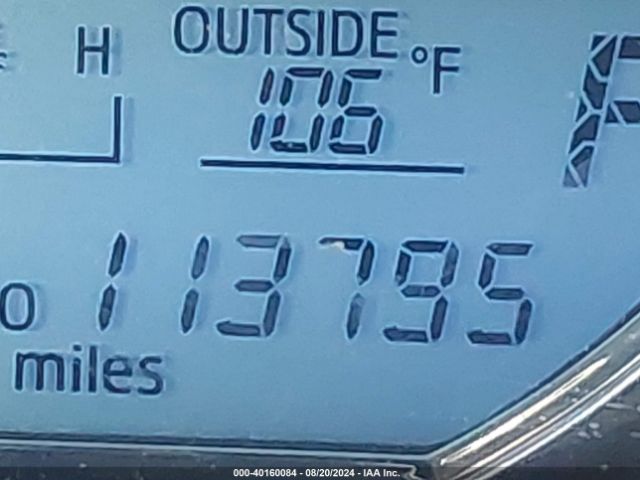 H
OUTSIDE
106 °F
P
113795
miles
000-40160084 - 08/20/2024 - IAA Inc.